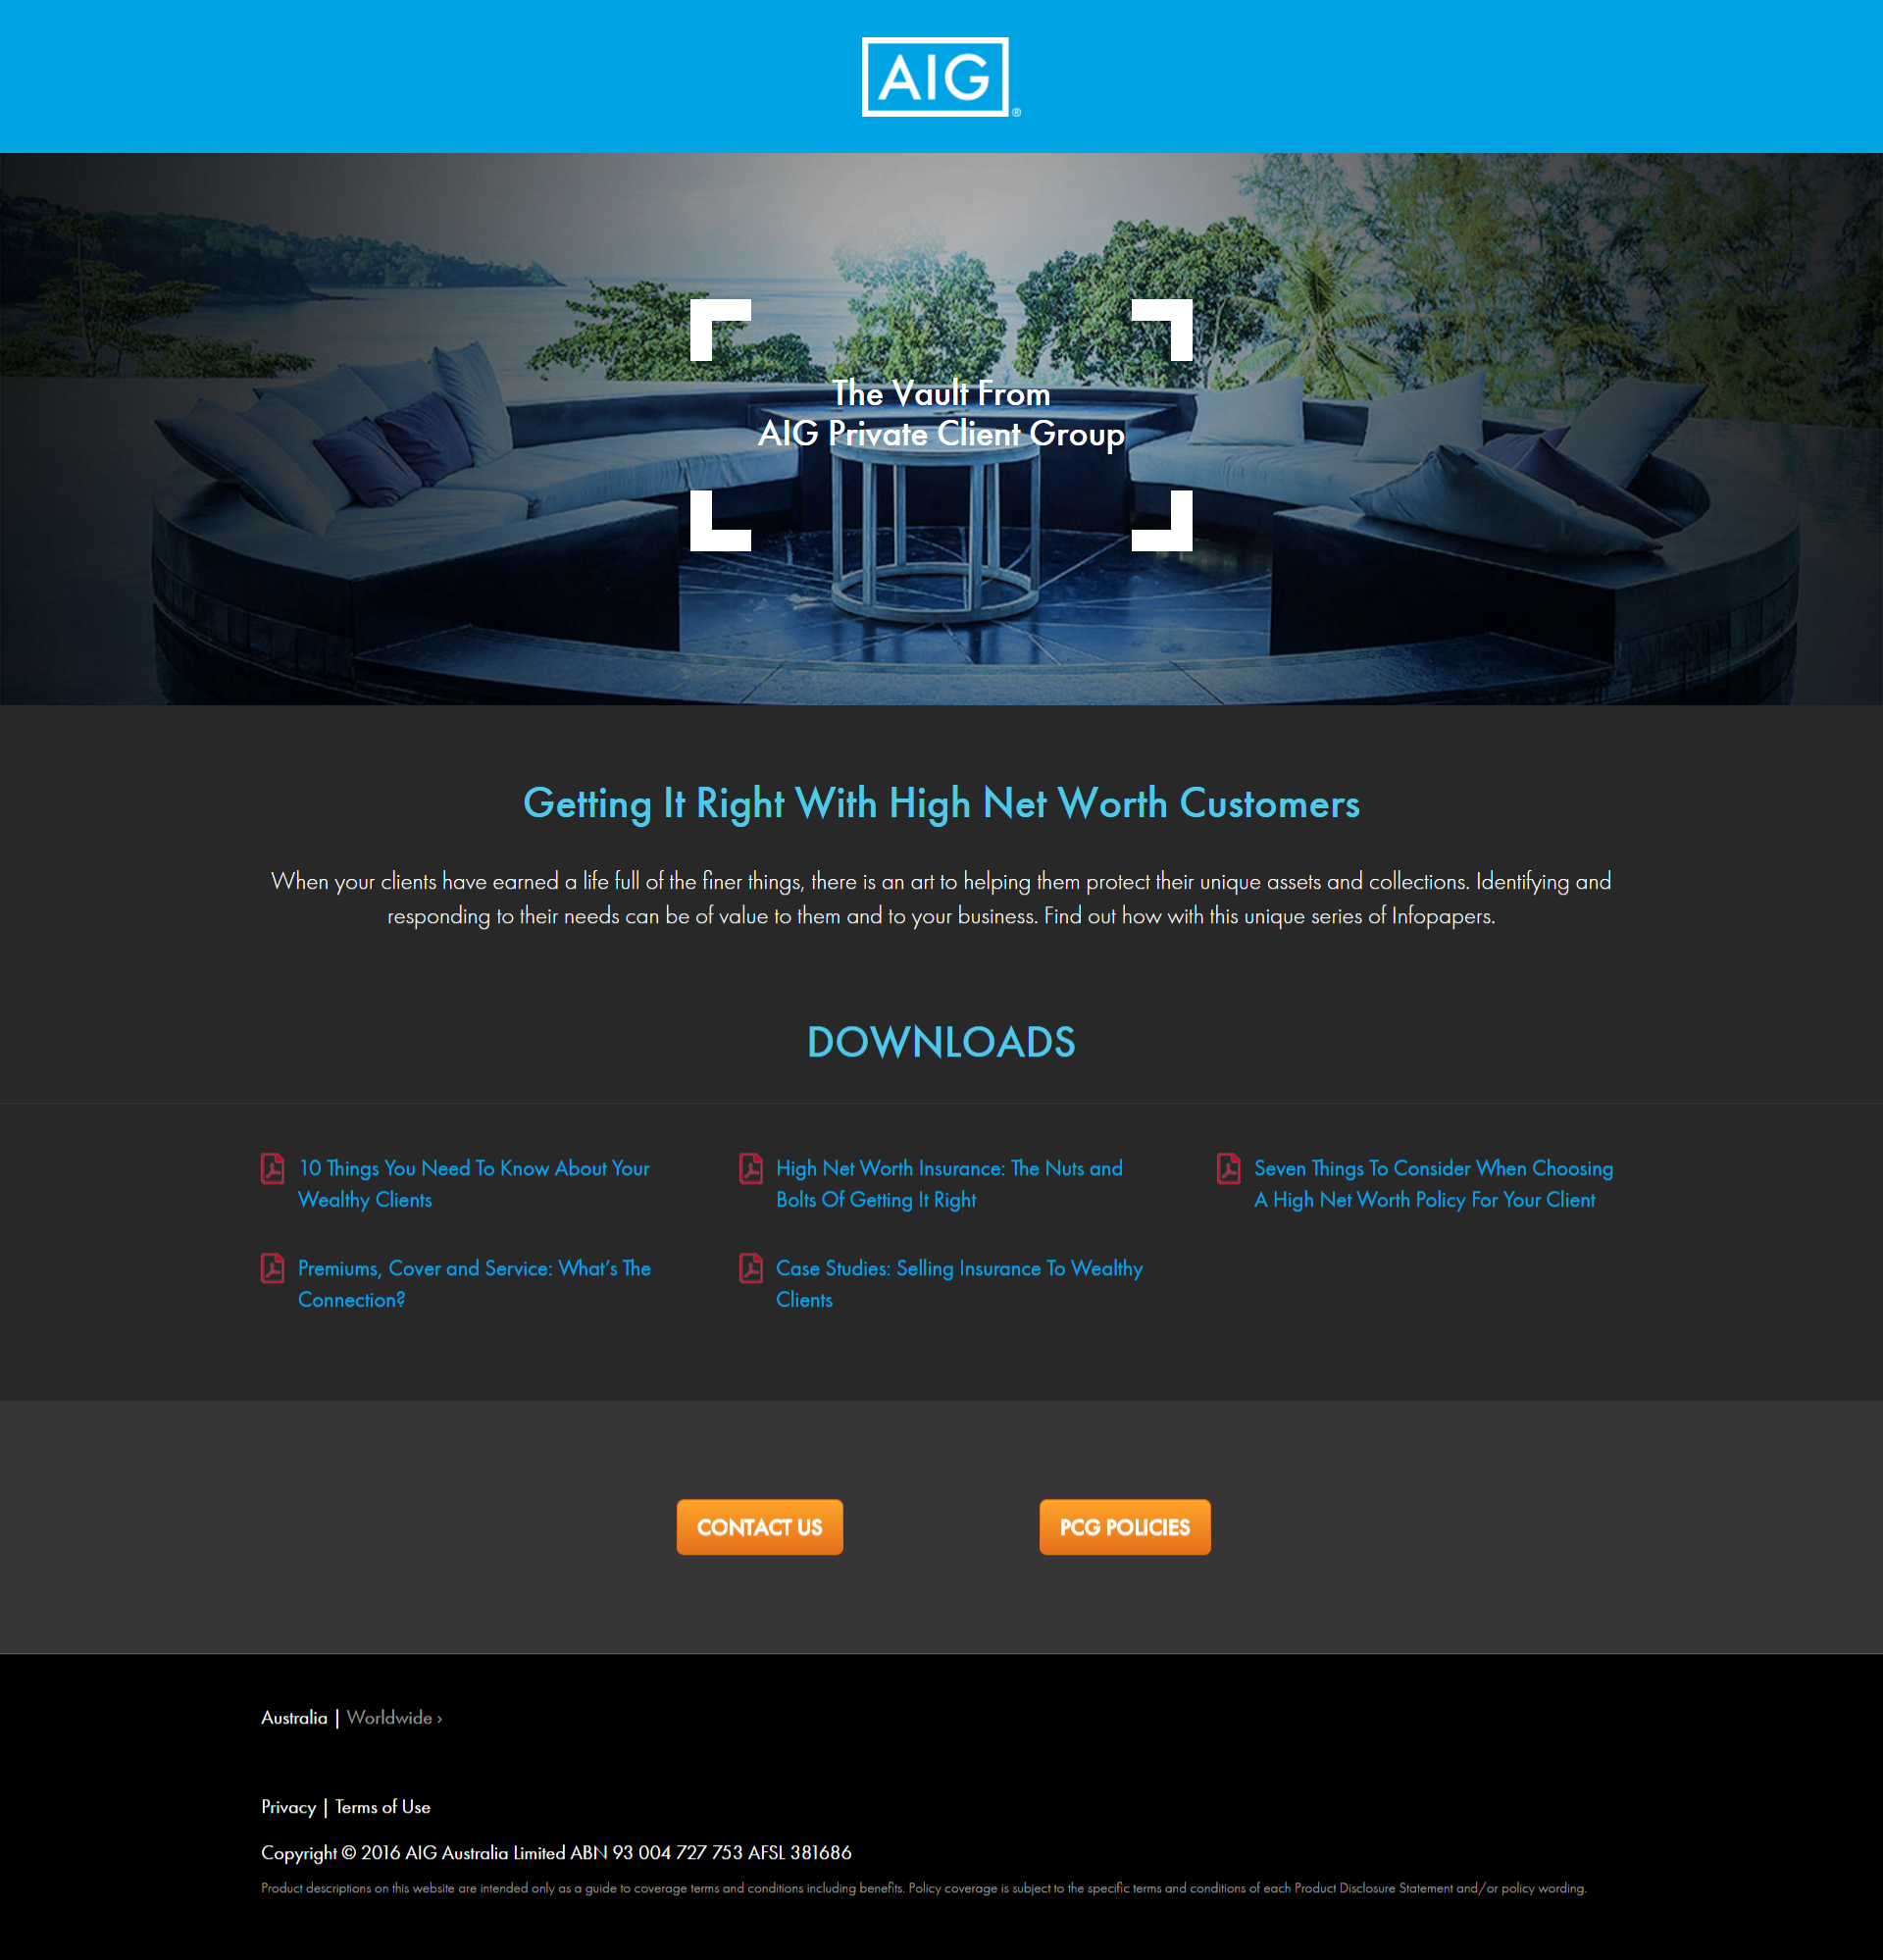 AIG
®
The Vault From
AIG Private Client Group
Getting It Right With High Net Worth Customers
When your clients have earned a life full of the finer things, there is an art to helping them protect their unique assets and collections. Identifying and
responding to their needs can be of value to them and to your business. Find out how with this unique series of Infopapers.
DOWNLOADS
10 Things You Need To Know About Your
Wealthy Clients
High Net Worth Insurance: The Nuts and
Bolts Of Getting It Right
Seven Things To Consider When Choosing
A High Net Worth Policy For Your Client
Premiums, Cover and Service: What’s The
Connection?
Case Studies: Selling Insurance To Wealthy
Clients
CONTACT US
PCG POLICIES
Australia | Worldwide ›
Privacy | Terms of Use
Copyright © 2016 AIG Australia Limited ABN 93 004 727 753 AFSL 381686
Product descriptions on this website are intended only as a guide to coverage terms and conditions including benefits. Policy coverage is subject to the specific terms and conditions of each Product Disclosure Statement and/or policy wording.